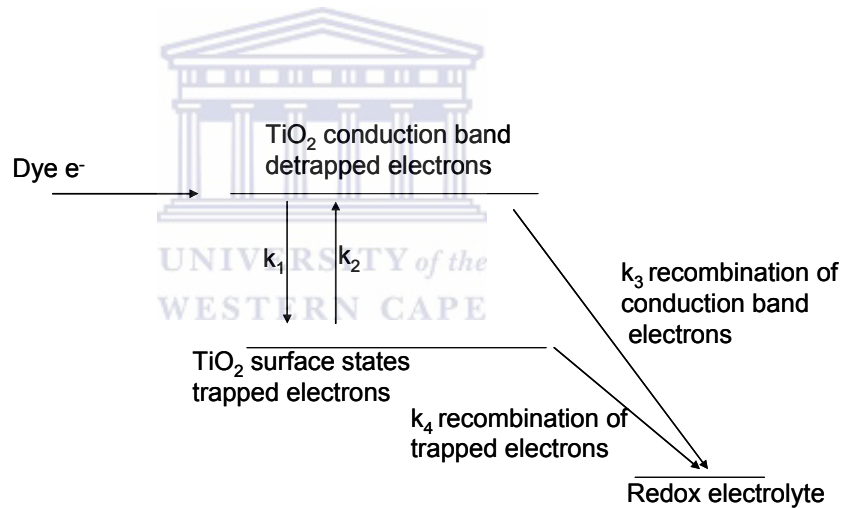 TiO₂ conduction band
detrapped electrons
Dye e⁻
k₁
k₂
UNIVERSITY of the
WESTERN CAPE
k₃ recombination of
conduction band
electrons
TiO₂ surface states
trapped electrons
k₄ recombination of
trapped electrons
Redox electrolyte